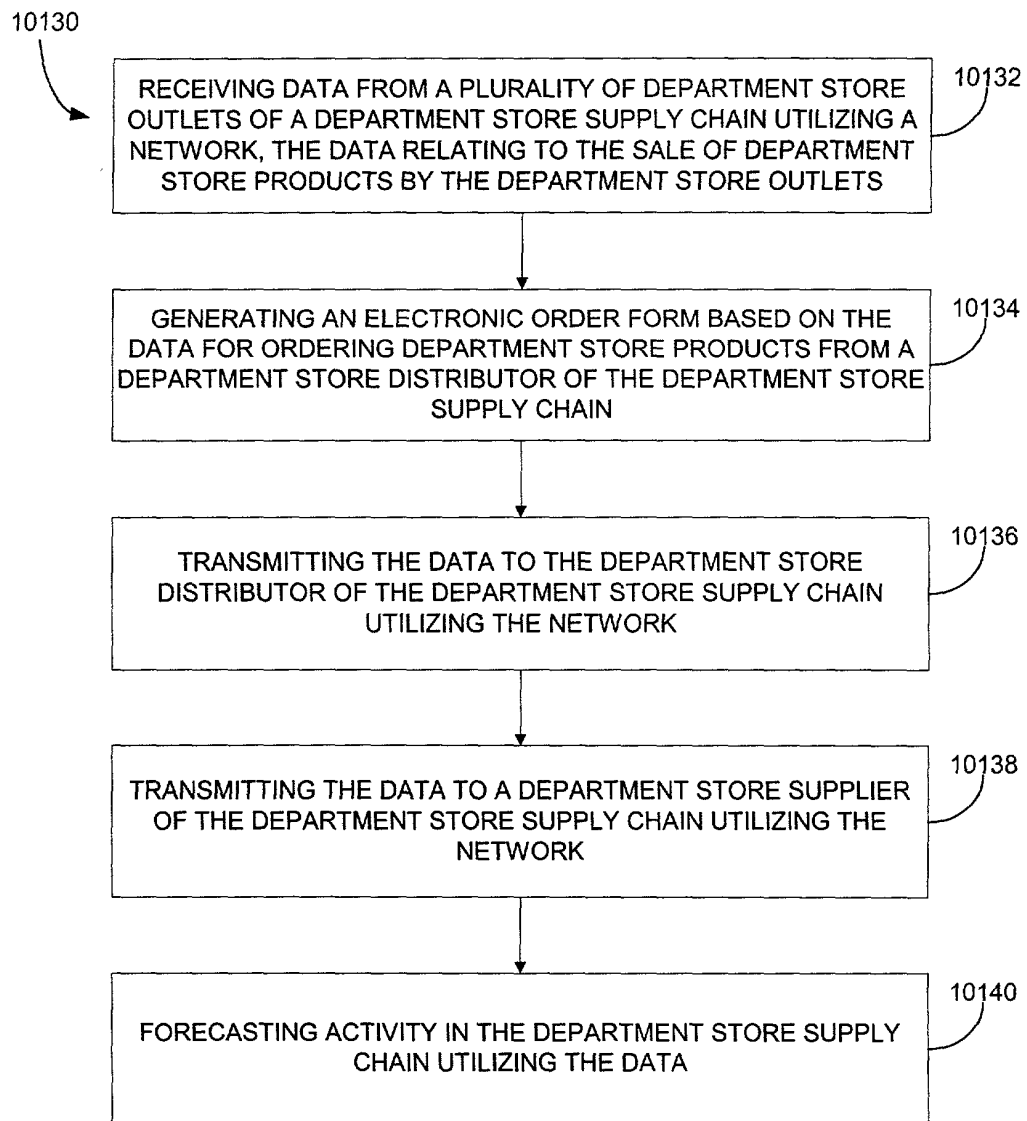 10130
RECEIVING DATA FROM A PLURALITY OF DEPARTMENT STORE
OUTLETS OF A DEPARTMENT STORE SUPPLY CHAIN UTILIZING A
NETWORK, THE DATA RELATING TO THE SALE OF DEPARTMENT
STORE PRODUCTS BY THE DEPARTMENT STORE OUTLETS
10132
GENERATING AN ELECTRONIC ORDER FORM BASED ON THE
DATA FOR ORDERING DEPARTMENT STORE PRODUCTS FROM A
DEPARTMENT STORE DISTRIBUTOR OF THE DEPARTMENT STORE
SUPPLY CHAIN
10134
TRANSMITTING THE DATA TO THE DEPARTMENT STORE
DISTRIBUTOR OF THE DEPARTMENT STORE SUPPLY CHAIN
UTILIZING THE NETWORK
10136
TRANSMITTING THE DATA TO A DEPARTMENT STORE SUPPLIER
OF THE DEPARTMENT STORE SUPPLY CHAIN UTILIZING THE
NETWORK
10138
FORECASTING ACTIVITY IN THE DEPARTMENT STORE SUPPLY
CHAIN UTILIZING THE DATA
10140